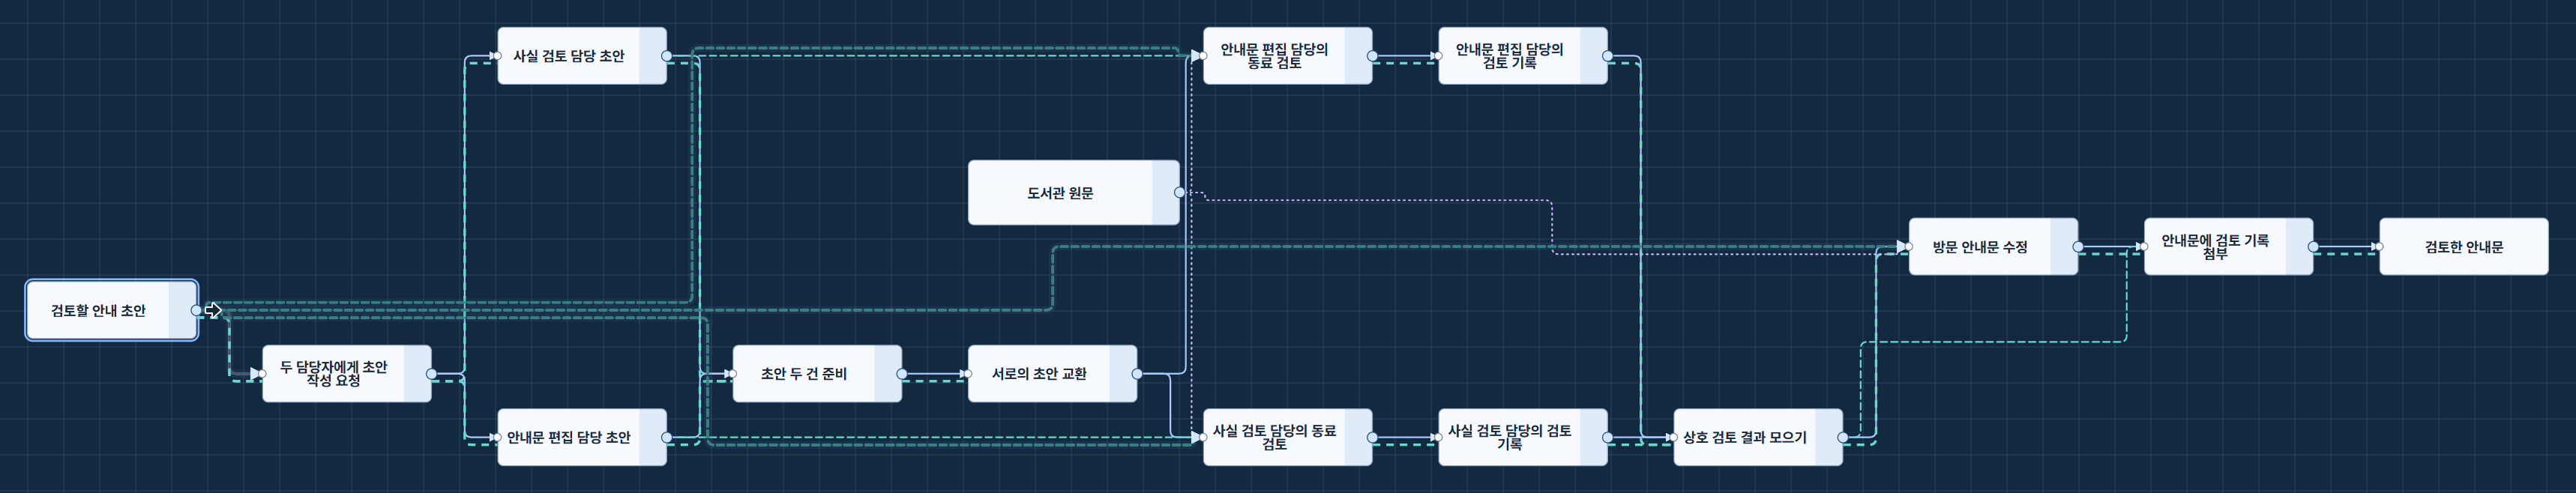 사실 검토 담당 초안
안내문 편집 담당의
동료 검토
안내문 편집 담당의
검토 기록
도서관 원문
방문 안내문 수정
안내문에 검토 기록
첨부
검토한 안내문
검토할 안내 초안
두 담당자에게 초안
작성 요청
초안 두 건 준비
서로의 초안 교환
안내문 편집 담당 초안
사실 검토 담당의 동료
검토
사실 검토 담당의 검토
기록
상호 검토 결과 모으기